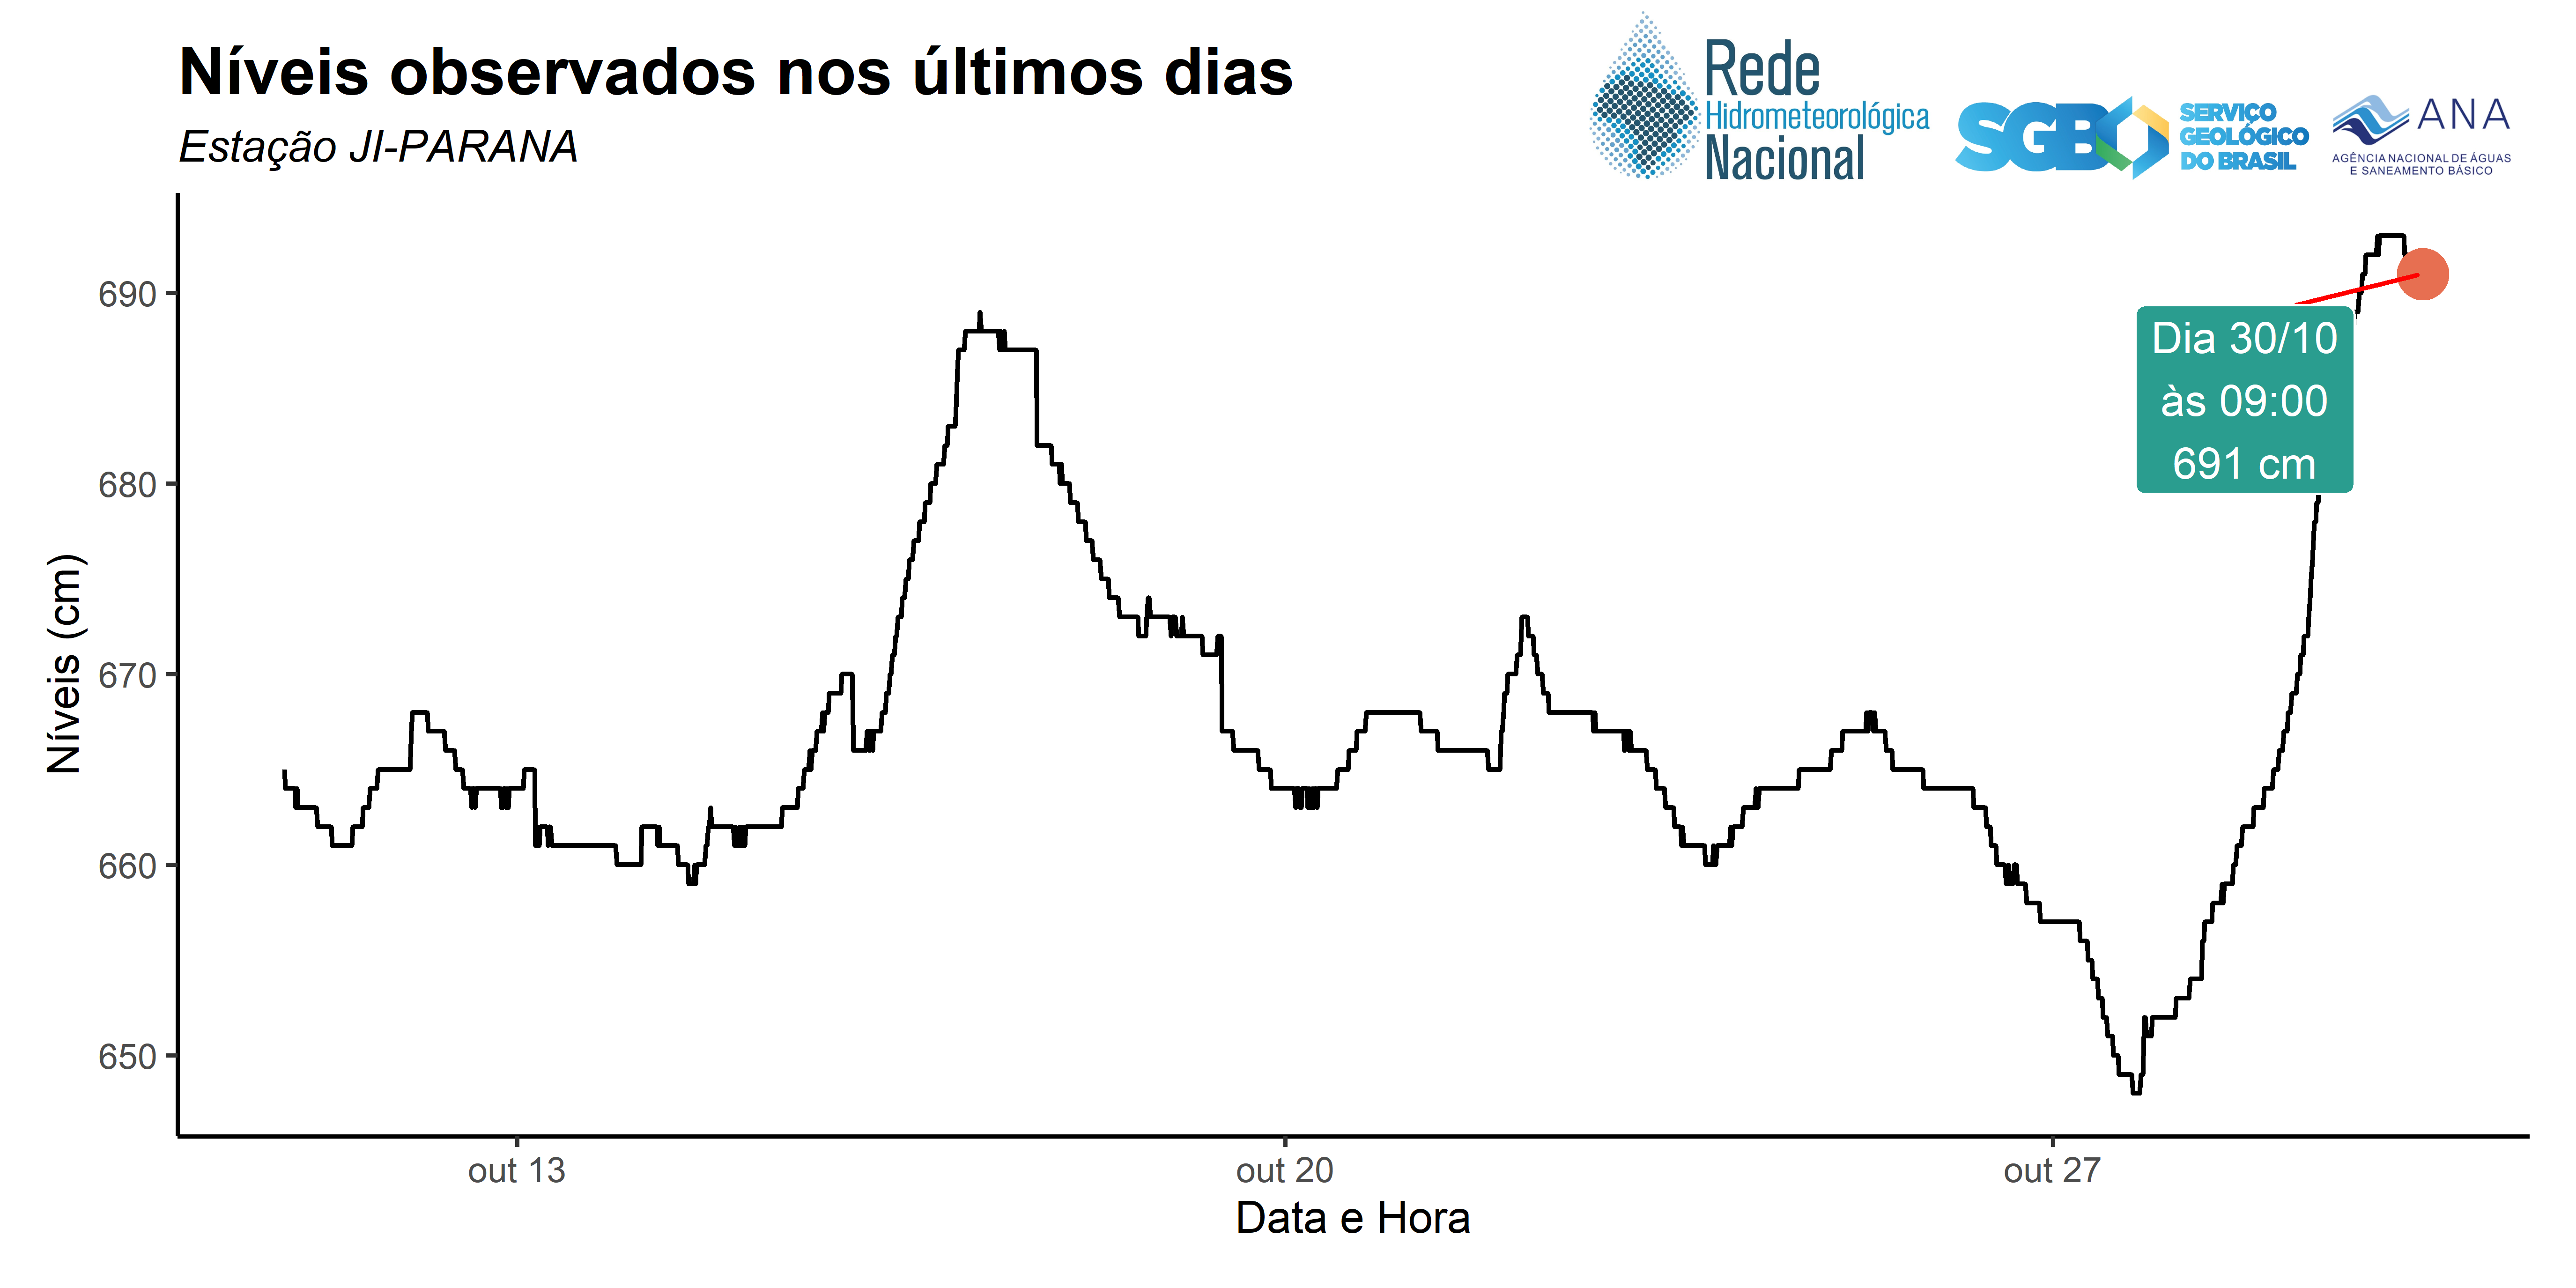 Níveis observados nos últimos dias
Estação JI-PARANA
Rede
Hidrometeorológica
Nacional
SGB
SERVIÇO
GEOLÓGICO
DO BRASIL
ANA
AGÊNCIA NACIONAL DE ÁGUAS
E SANEAMENTO BÁSICO
Níveis (cm)
690
680
670
660
650
Dia 30/10
às 09:00
691 cm
out 13
out 20
out 27
Data e Hora